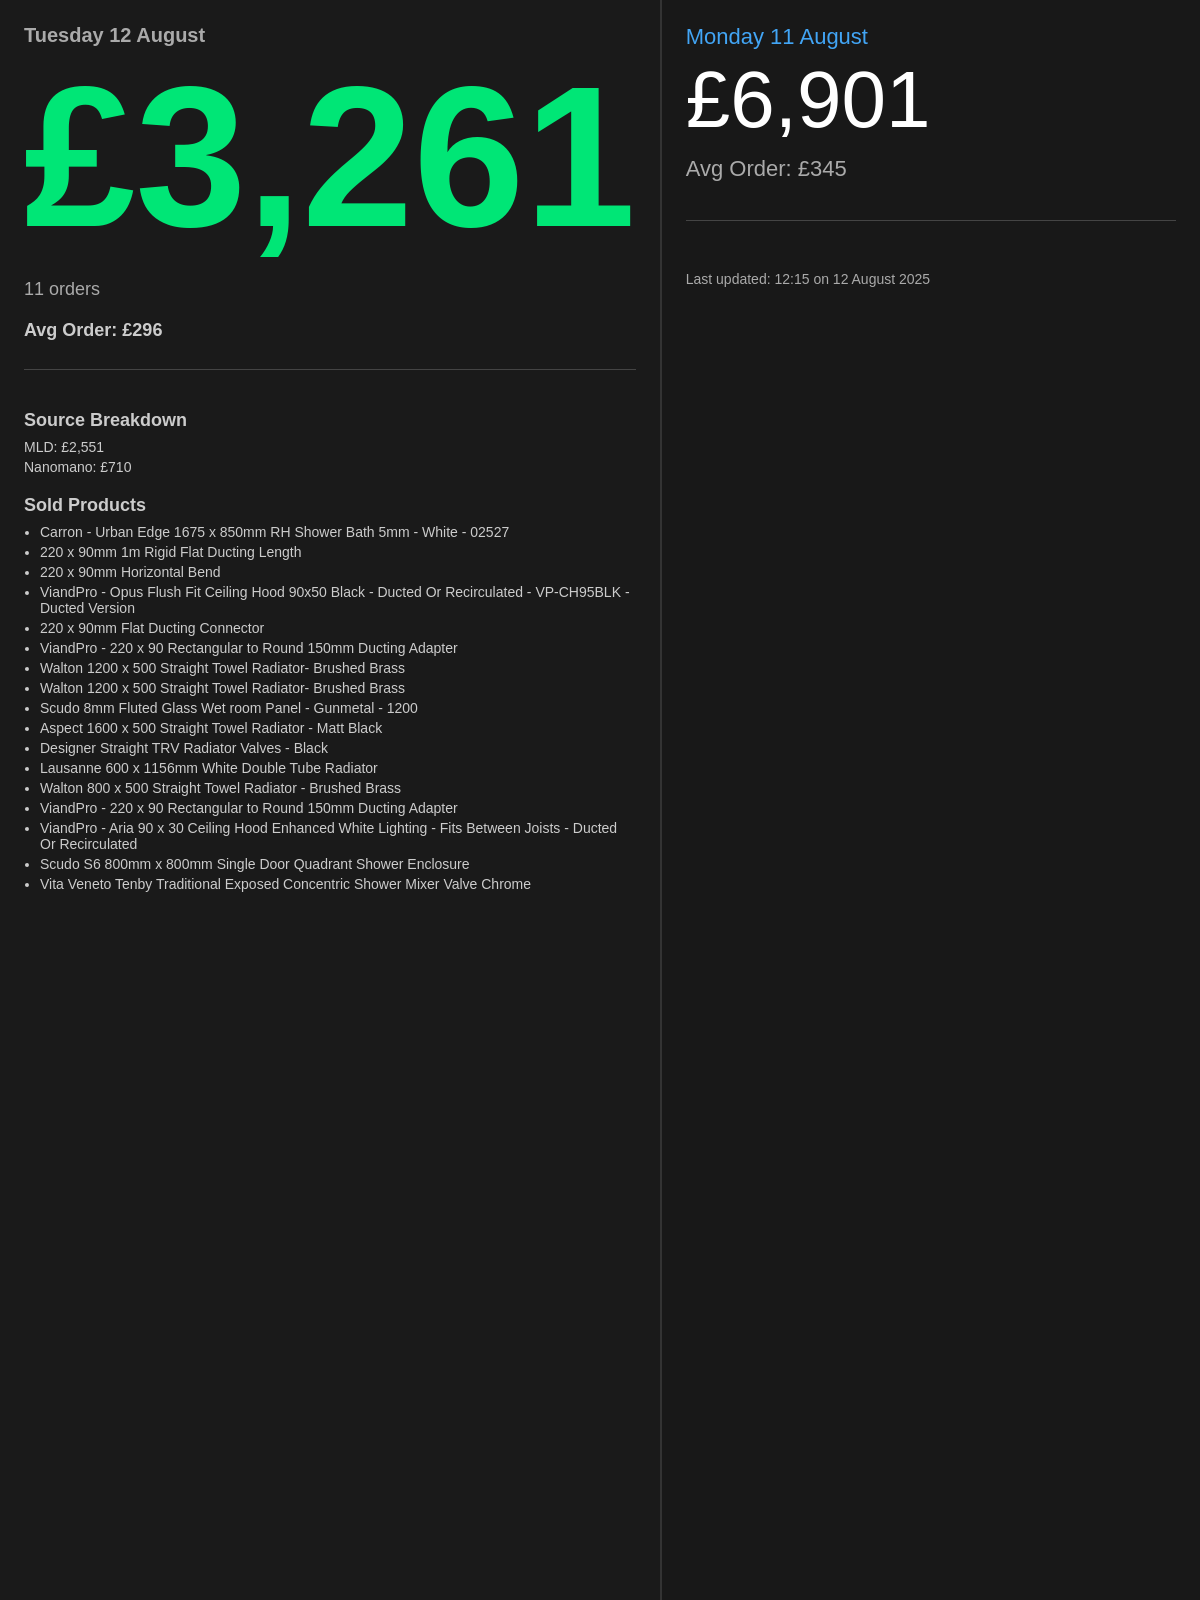 Tuesday 12 August
£3,261
11 orders
Avg Order: £296
Source Breakdown
MLD: £2,551
Nanomano: £710
Sold Products
Carron - Urban Edge 1675 x 850mm RH Shower Bath 5mm - White - 02527
220 x 90mm 1m Rigid Flat Ducting Length
220 x 90mm Horizontal Bend
ViandPro - Opus Flush Fit Ceiling Hood 90x50 Black - Ducted Or Recirculated - VP-CH95BLK -
Ducted Version
220 x 90mm Flat Ducting Connector
ViandPro - 220 x 90 Rectangular to Round 150mm Ducting Adapter
Walton 1200 x 500 Straight Towel Radiator- Brushed Brass
Walton 1200 x 500 Straight Towel Radiator- Brushed Brass
Scudo 8mm Fluted Glass Wet room Panel - Gunmetal - 1200
Aspect 1600 x 500 Straight Towel Radiator - Matt Black
Designer Straight TRV Radiator Valves - Black
Lausanne 600 x 1156mm White Double Tube Radiator
Walton 800 x 500 Straight Towel Radiator - Brushed Brass
ViandPro - 220 x 90 Rectangular to Round 150mm Ducting Adapter
ViandPro - Aria 90 x 30 Ceiling Hood Enhanced White Lighting - Fits Between Joists - Ducted
Or Recirculated
Scudo S6 800mm x 800mm Single Door Quadrant Shower Enclosure
Vita Veneto Tenby Traditional Exposed Concentric Shower Mixer Valve Chrome
Monday 11 August
£6,901
Avg Order: £345
Last updated: 12:15 on 12 August 2025